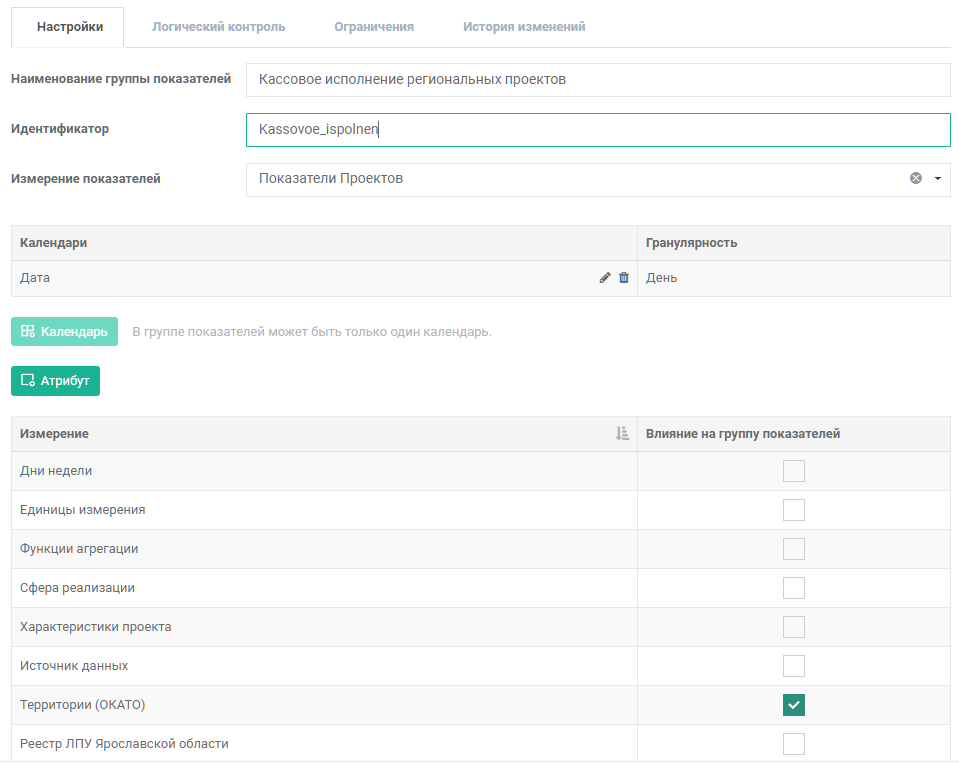 Настройки Логический контроль Ограничения История изменений
Наименование группы показателей Кассовое исполнение региональных проектов
Идентификатор Kassovoe_ispolnen
Измерение показателей Показатели Проектов
Календари Гранулярность
Дата День
Календарь В группе показателей может быть только один календарь.
Атрибут
Измерение Влияние на группу показателей
Дни недели
Единицы измерения
Функции агрегации
Сфера реализации
Характеристики проекта
Источник данных
Территории (ОКАТО)
Реестр ЛПУ Ярославской области